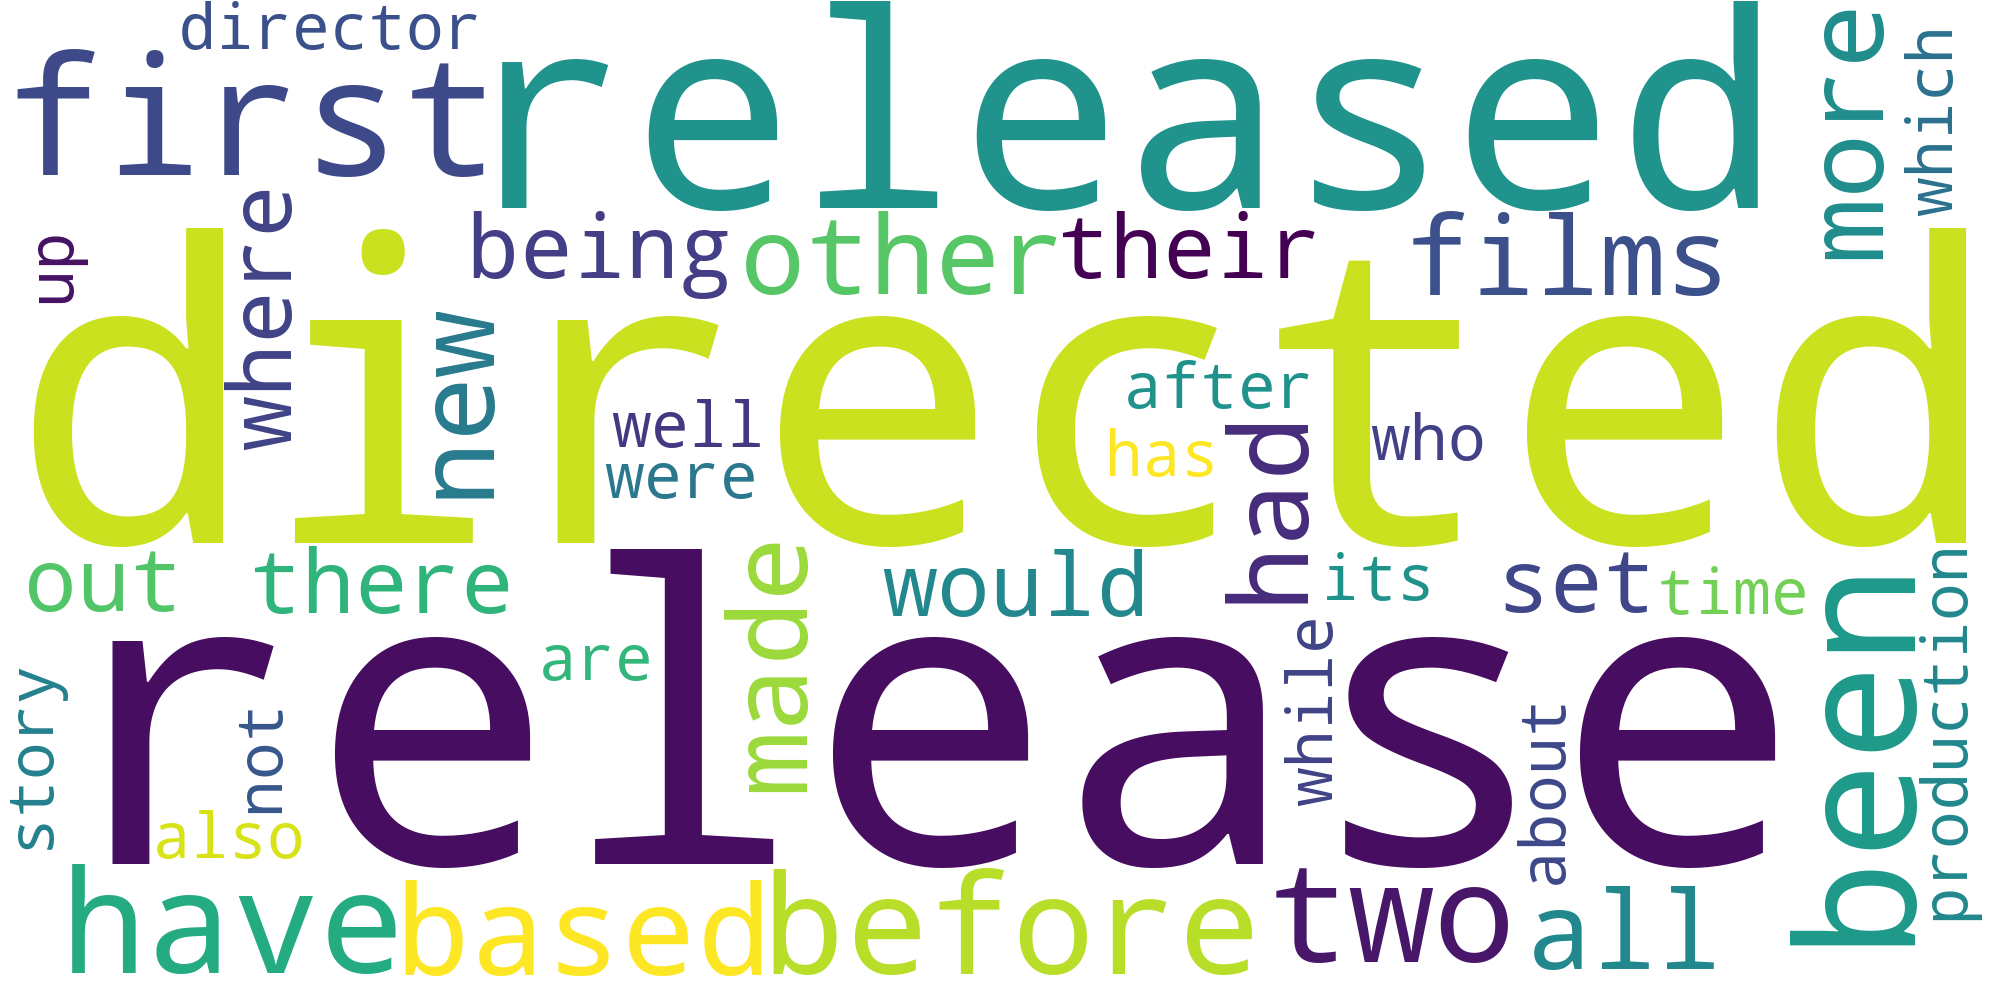 director
first
released
more
which
up
where
being
other
their
films
directed
new
after
well
has
had
who
were
out
there
made
would
its
set
time
been
production
release
are
while
story
not
about
also
have
based
before
two
all